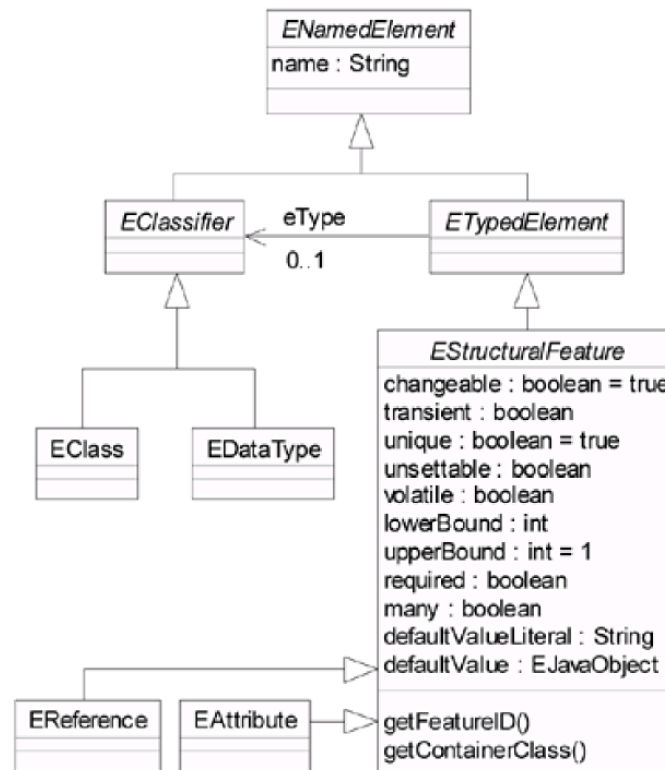 ENamedElement
name : String
EClassifier
eType
0..1
ETypedElement
EStructuralFeature
changeable : boolean = true
transient : boolean
unique : boolean = true
unsettable : boolean
volatile : boolean
lowerBound : int
upperBound : int = 1
required : boolean
many : boolean
defaultValueLiteral : String
defaultValue : EJavaObject
getFeatureID()
getContainerClass()
EClass
EDataType
EReference
EAttribute